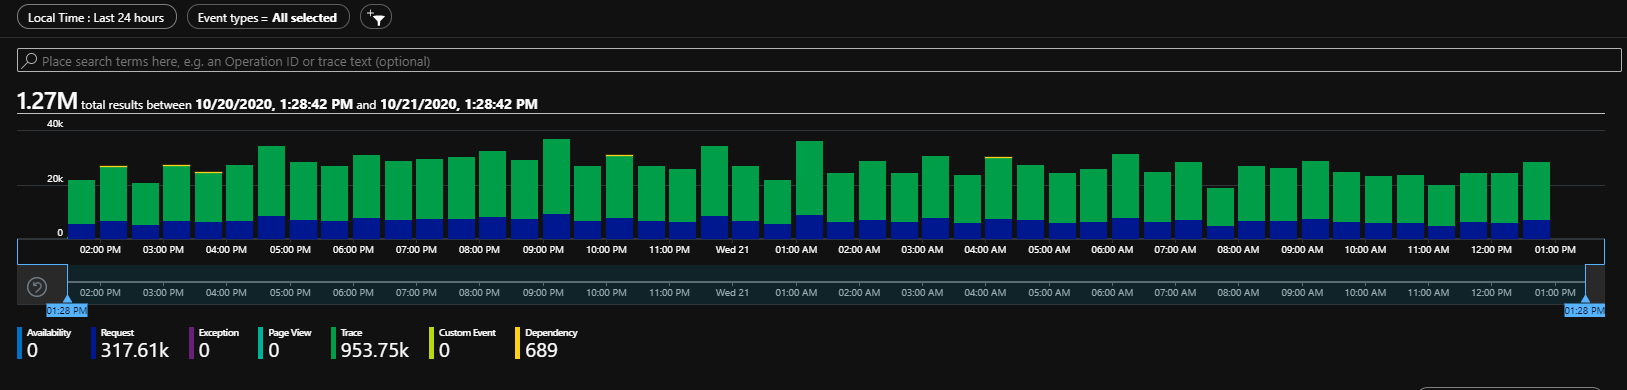 Local Time : Last 24 hours Event types = All selected
Place search terms here, e.g. an Operation ID or trace text (optional)
1.27M total results between 10/20/2020, 1:28:42 PM and 10/21/2020, 1:28:42 PM
40k
20k
0
02:00 PM 03:00 PM 04:00 PM 05:00 PM 06:00 PM 07:00 PM 08:00 PM 09:00 PM 10:00 PM 11:00 PM Wed 21 01:00 AM 02:00 AM 03:00 AM 04:00 AM 05:00 AM 06:00 AM 07:00 AM 08:00 AM 09:00 AM 10:00 AM 11:00 AM 12:00 PM 01:00 PM
02:00 PM 03:00 PM 04:00 PM 05:00 PM 06:00 PM 07:00 PM 08:00 PM 09:00 PM 10:00 PM 11:00 PM Wed 21 01:00 AM 02:00 AM 03:00 AM 04:00 AM 05:00 AM 06:00 AM 07:00 AM 08:00 AM 09:00 AM 10:00 AM 11:00 AM 12:00 PM 01:00 PM
01:28 PM 01:28 PM
Availability Request Exception Page View Trace Custom Event Dependency
0 317.61k 0 0 953.75k 0 689